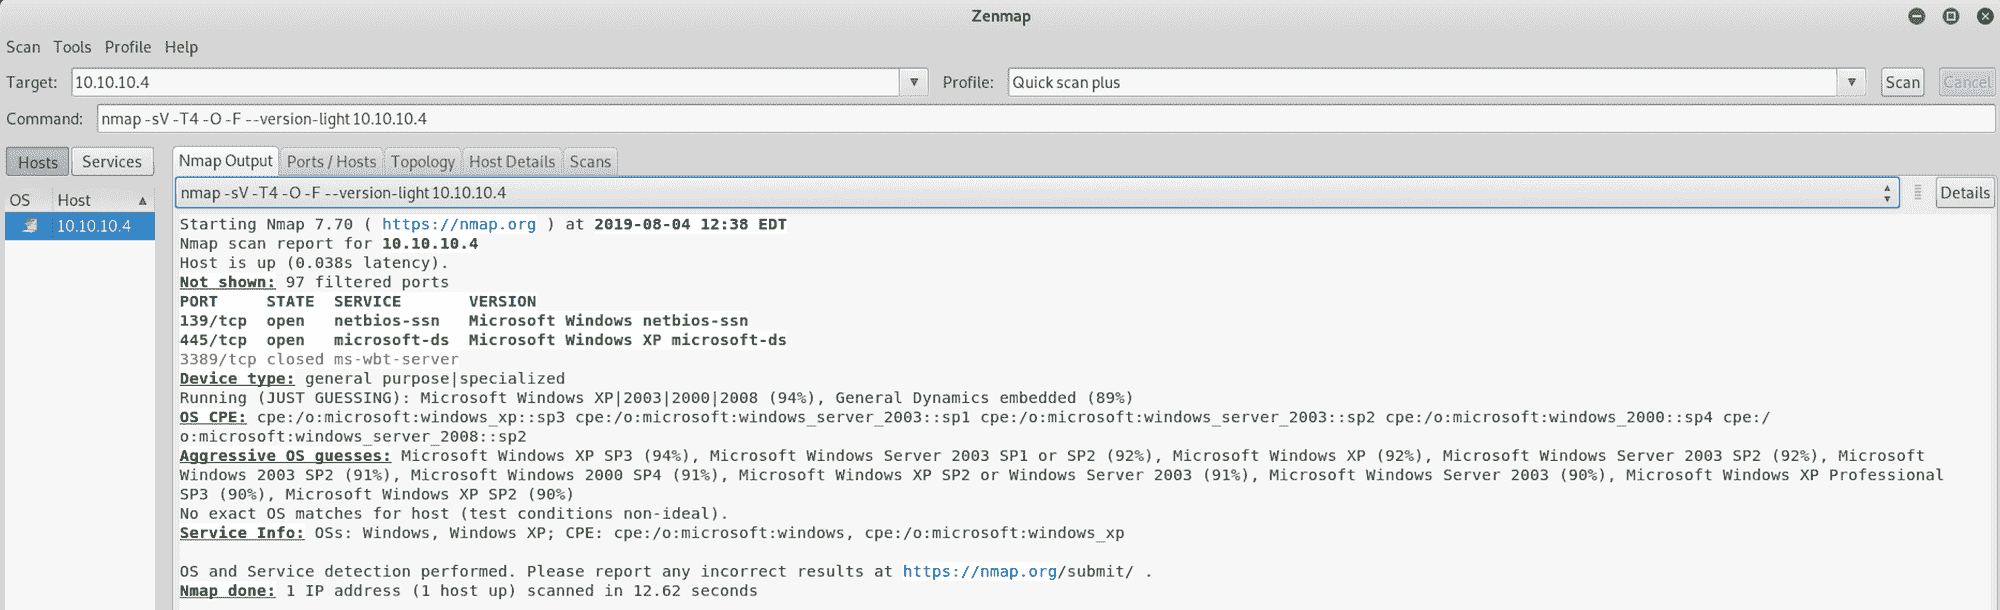 Zenmap
Scan Tools Profile Help
Target: 10.10.10.4 Profile: Quick scan plus Scan Cancel
Command: nmap -sV -T4 -O -F --version-light 10.10.10.4
Hosts Services Nmap Output Ports / Hosts Topology Host Details Scans
nmap -sV -T4 -O -F --version-light 10.10.10.4 Details
OS Host
10.10.10.4
Starting Nmap 7.70 ( https://nmap.org ) at 2019-08-04 12:38 EDT
Nmap scan report for 10.10.10.4
Host is up (0.038s latency).
Not shown: 97 filtered ports
PORT STATE SERVICE VERSION
139/tcp open netbios-ssn Microsoft Windows netbios-ssn
445/tcp open microsoft-ds Microsoft Windows XP microsoft-ds
3389/tcp closed ms-wbt-server
Device type: general purpose|specialized
Running (JUST GUESSING): Microsoft Windows XP|2003|2000|2008 (94%), General Dynamics embedded (89%)
OS CPE: cpe:/o:microsoft:windows_xp::sp3 cpe:/o:microsoft:windows_server_2003::sp1 cpe:/o:microsoft:windows_server_2003::sp2 cpe:/o:microsoft:windows_2000::sp4 cpe:/
o:microsoft:windows_server_2008::sp2
Aggressive OS guesses: Microsoft Windows XP SP3 (94%), Microsoft Windows Server 2003 SP1 or SP2 (92%), Microsoft Windows XP (92%), Microsoft Windows Server 2003 SP2 (92%), Microsoft
Windows 2003 SP2 (91%), Microsoft Windows 2000 SP4 (91%), Microsoft Windows XP SP2 or Windows Server 2003 (91%), Microsoft Windows Server 2003 (90%), Microsoft Windows XP Professional
SP3 (90%), Microsoft Windows XP SP2 (90%)
No exact OS matches for host (test conditions non-ideal).
Service Info: OSs: Windows, Windows XP; CPE: cpe:/o:microsoft:windows, cpe:/o:microsoft:windows_xp
OS and Service detection performed. Please report any incorrect results at https://nmap.org/submit/ .
Nmap done: 1 IP address (1 host up) scanned in 12.62 seconds